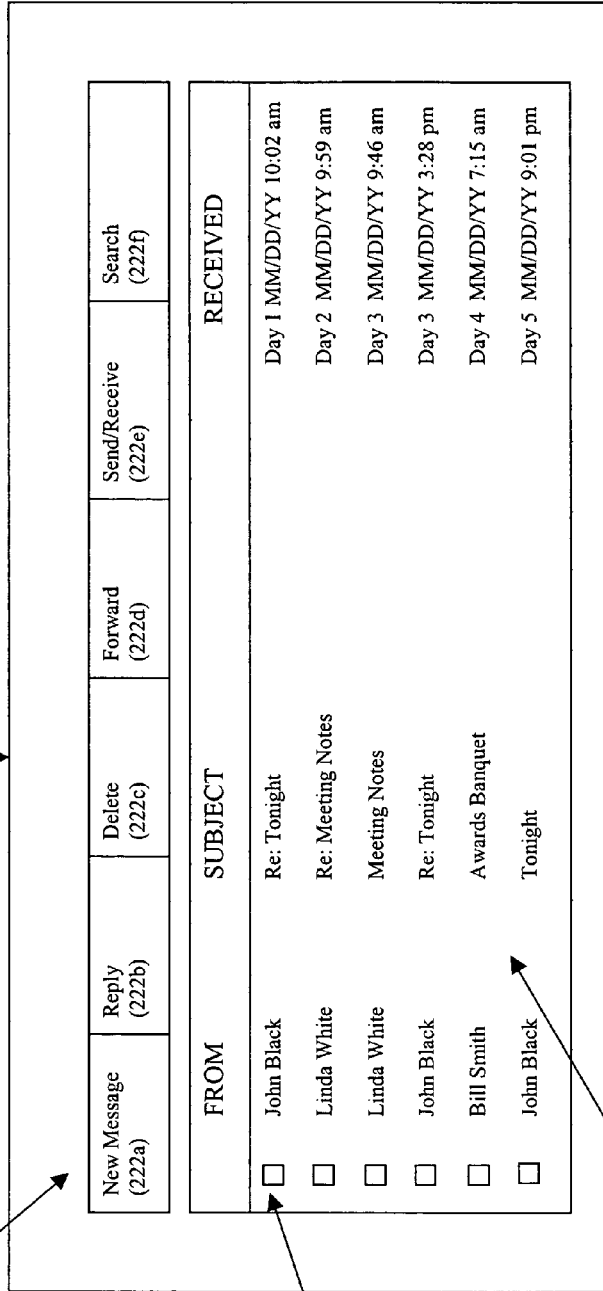 New Message Reply Delete Forward Send/Receive Search
(222a) (222b) (222c) (222d) (222e) (222f)
FROM SUBJECT RECEIVED
John Black Re: Tonight Day 1 MM/DD/YY 10:02 am
Linda White Re: Meeting Notes Day 2 MM/DD/YY 9:59 am
Linda White Meeting Notes Day 3 MM/DD/YY 9:46 am
John Black Re: Tonight Day 3 MM/DD/YY 3:28 pm
Bill Smith Awards Banquet Day 4 MM/DD/YY 7:15 am
John Black Tonight Day 5 MM/DD/YY 9:01 pm